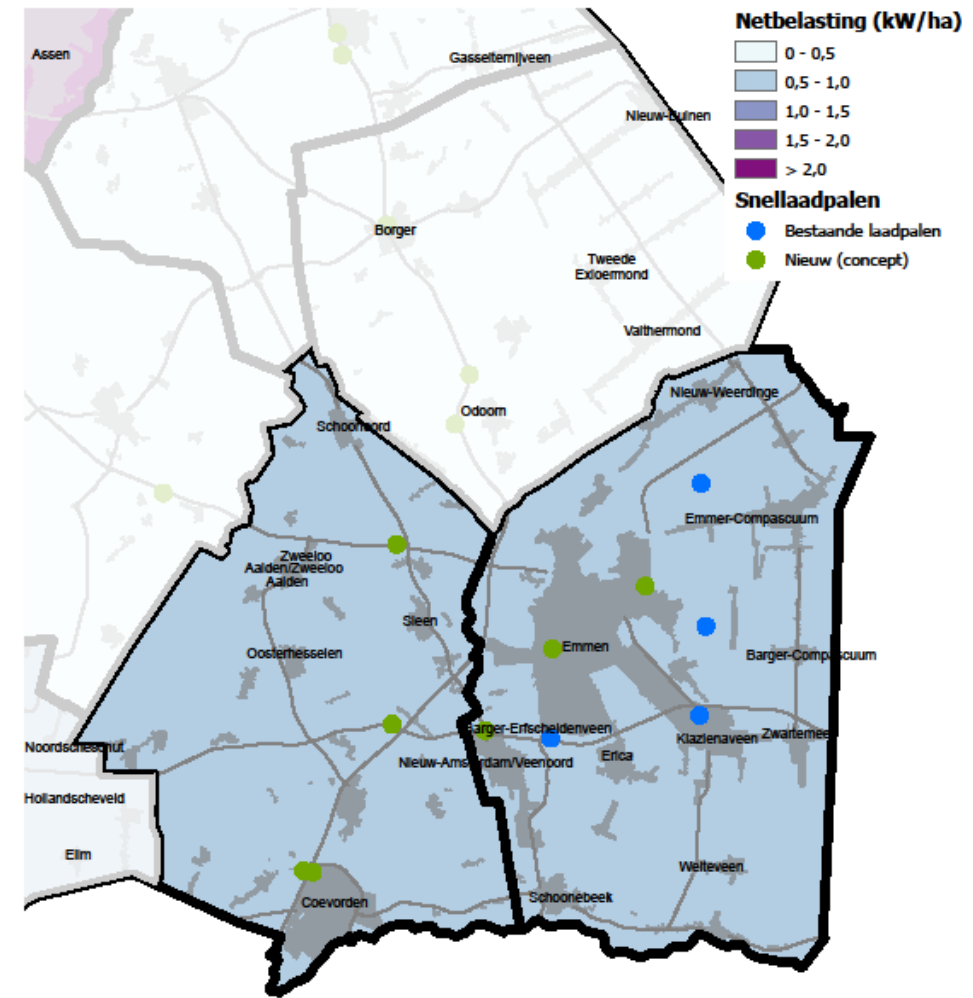 Netbelasting (kW/ha)
0 - 0,5
0,5 - 1,0
1,0 - 1,5
1,5 - 2,0
> 2,0
Snellaadpalen
Bestaande laadpalen
Nieuw (concept)
Assen
Gasselternijveen
Nieuw-Buinen
Borger
Tweede
Exloermond
Valthermond
Odoorn
Nieuw-Weerdinge
Schoonoord
Emmer-Compascuum
Zweeloo
Aalden/Zweeloo
Aalden
Sleen
Emmen
Oosterhesselen
Barger-Compascuum
Barger-Erfscheidenveen
Klazienaveen
Zwartemeer
Noordscheschut
Nieuw-Amsterdam/Veenoord
Erica
Hollandscheveld
Elim
Weiteveen
Schoonebeek
Coevorden